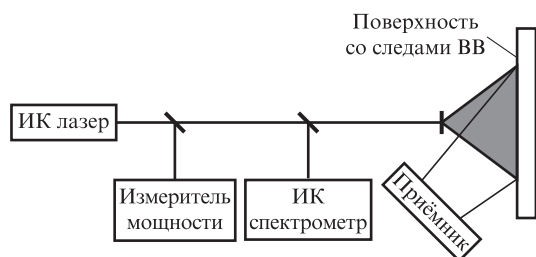 Поверхность
со следами ВВ
ИК лазер
Измеритель
мощности
ИК
спектрометр
Приёмник